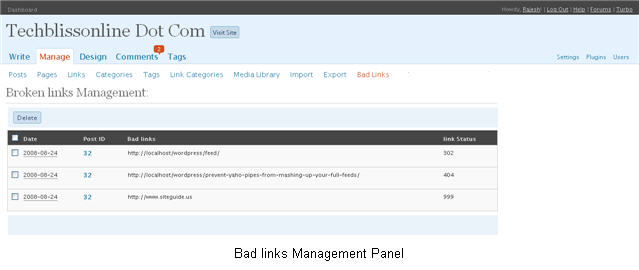 Dashboard Howdy, Rajesh! | Log Out | Help | Forums | Turbo
Techblissonline Dot Com Visit Site
Write Manage Design Comments 2 Tags Settings Plugins Users
Posts Pages Links Categories Tags Link Categories Media Library Import Export Bad Links
Broken links Management:
Delete
Date Post ID Bad links link Status
2008-08-24 32 http://localhost/wordpress/feed/ 302
2008-08-24 32 http://localhost/wordpress/prevent-yaho-pipes-from-mashing-up-your-full-feeds/ 404
2008-08-24 32 http://www.siteguide.us 999
Bad links Management Panel